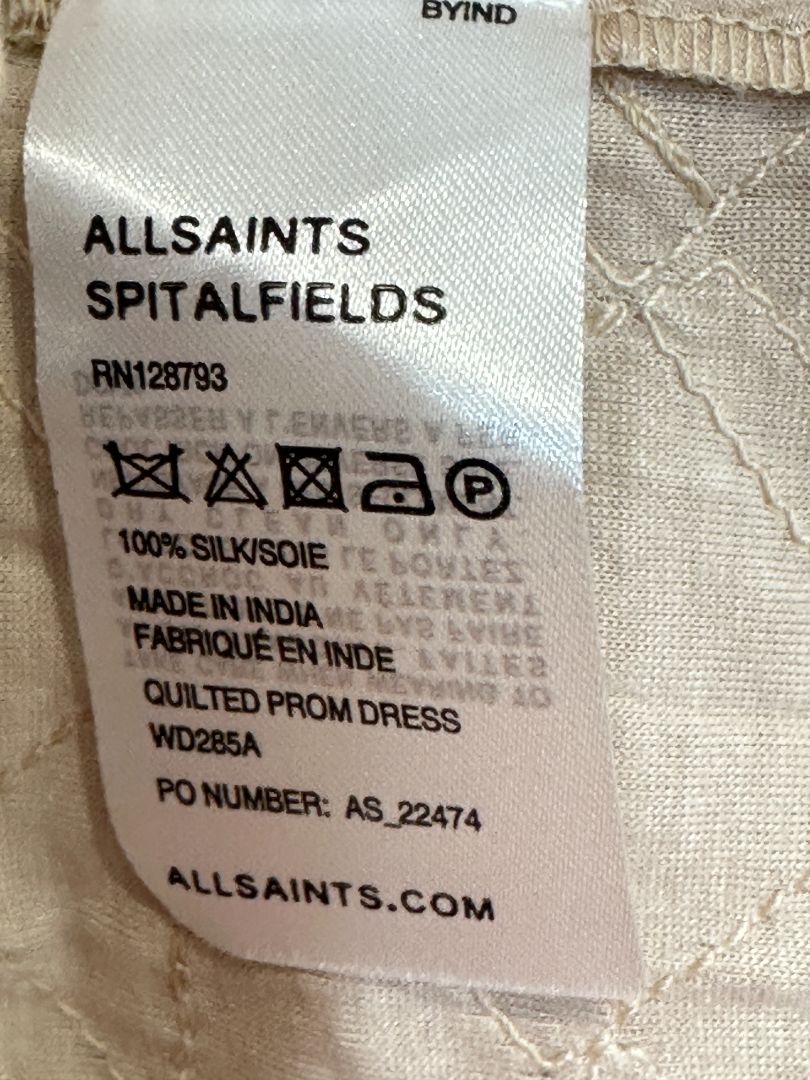 BYIND
ALLSAINTS
SPITALFIELDS
RN128793
P
100% SILK/SOIE
MADE IN INDIA
FABRIQUÉ EN INDE
QUILTED PROM DRESS
WD285A
PO NUMBER: AS_22474
ALLSAINTS.COM